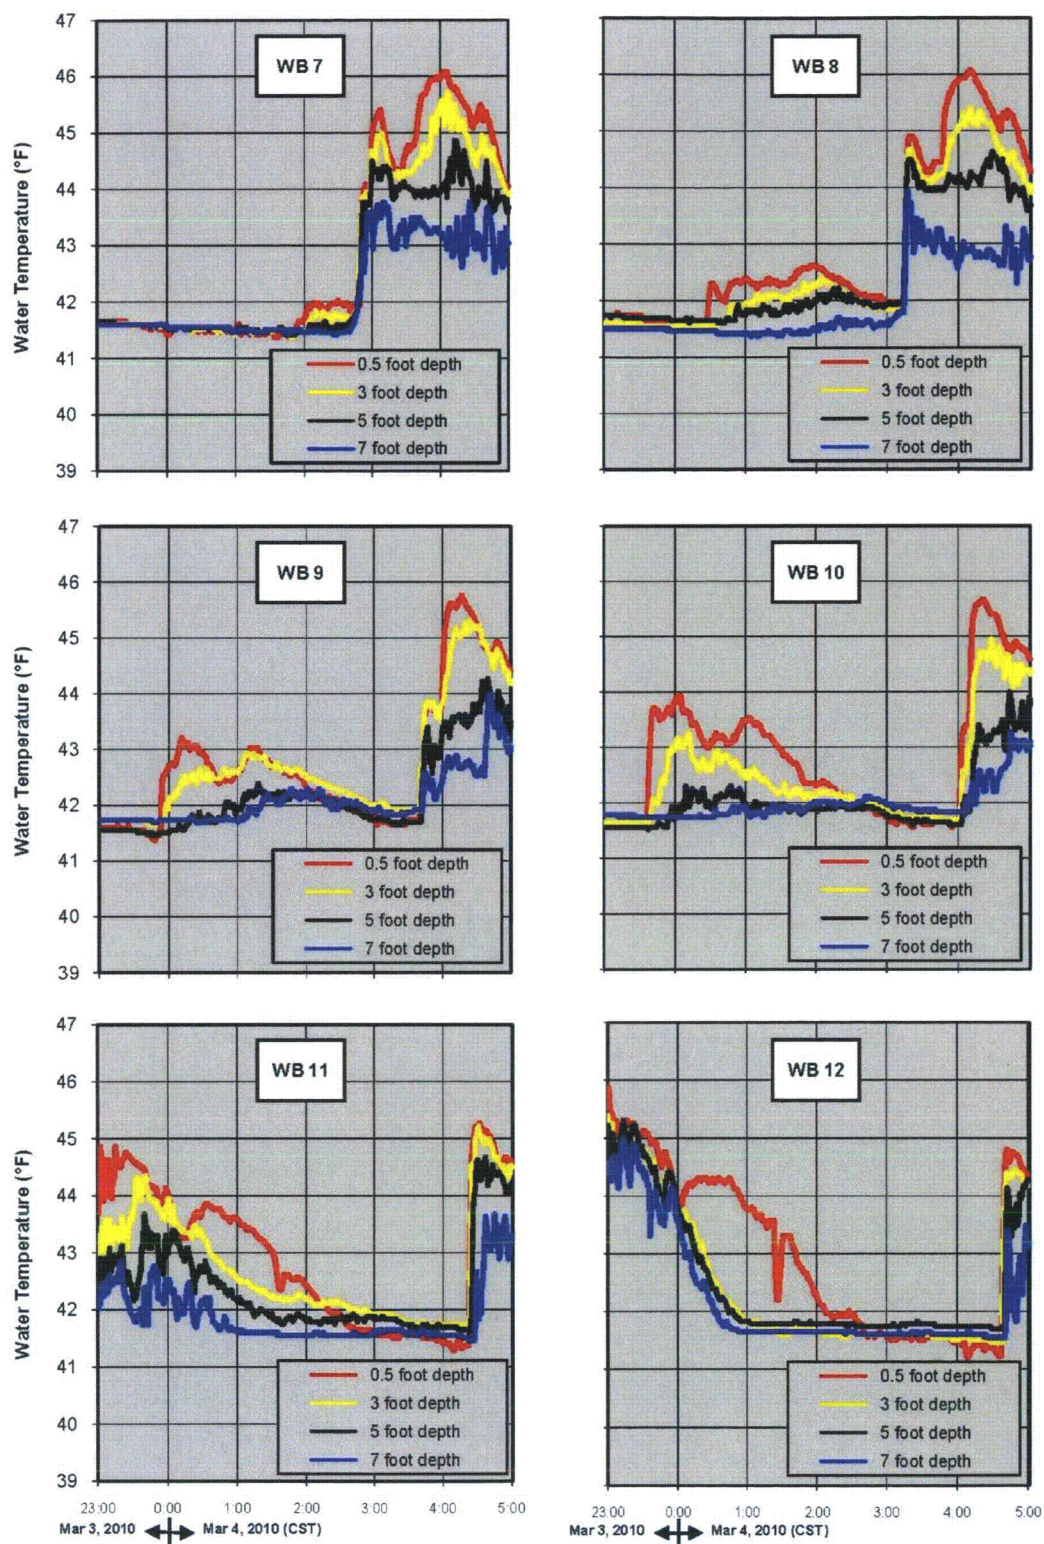 Water Temperature (°F)
47
46
45
44
43
42
41
40
39
WB 7
0.5 foot depth
3 foot depth
5 foot depth
7 foot depth
WB 8
0.5 foot depth
3 foot depth
5 foot depth
7 foot depth
Water Temperature (°F)
47
46
45
44
43
42
41
40
39
WB 9
0.5 foot depth
3 foot depth
5 foot depth
7 foot depth
WB 10
0.5 foot depth
3 foot depth
5 foot depth
7 foot depth
Water Temperature (°F)
47
46
45
44
43
42
41
40
39
WB 11
0.5 foot depth
3 foot depth
5 foot depth
7 foot depth
23:00 0:00 1:00 2:00 3:00 4:00 5:00
Mar 3, 2010 Mar 4, 2010 (CST)
WB 12
0.5 foot depth
3 foot depth
5 foot depth
7 foot depth
23:00 0:00 1:00 2:00 3:00 4:00 5:00
Mar 3, 2010 Mar 4, 2010 (CST)